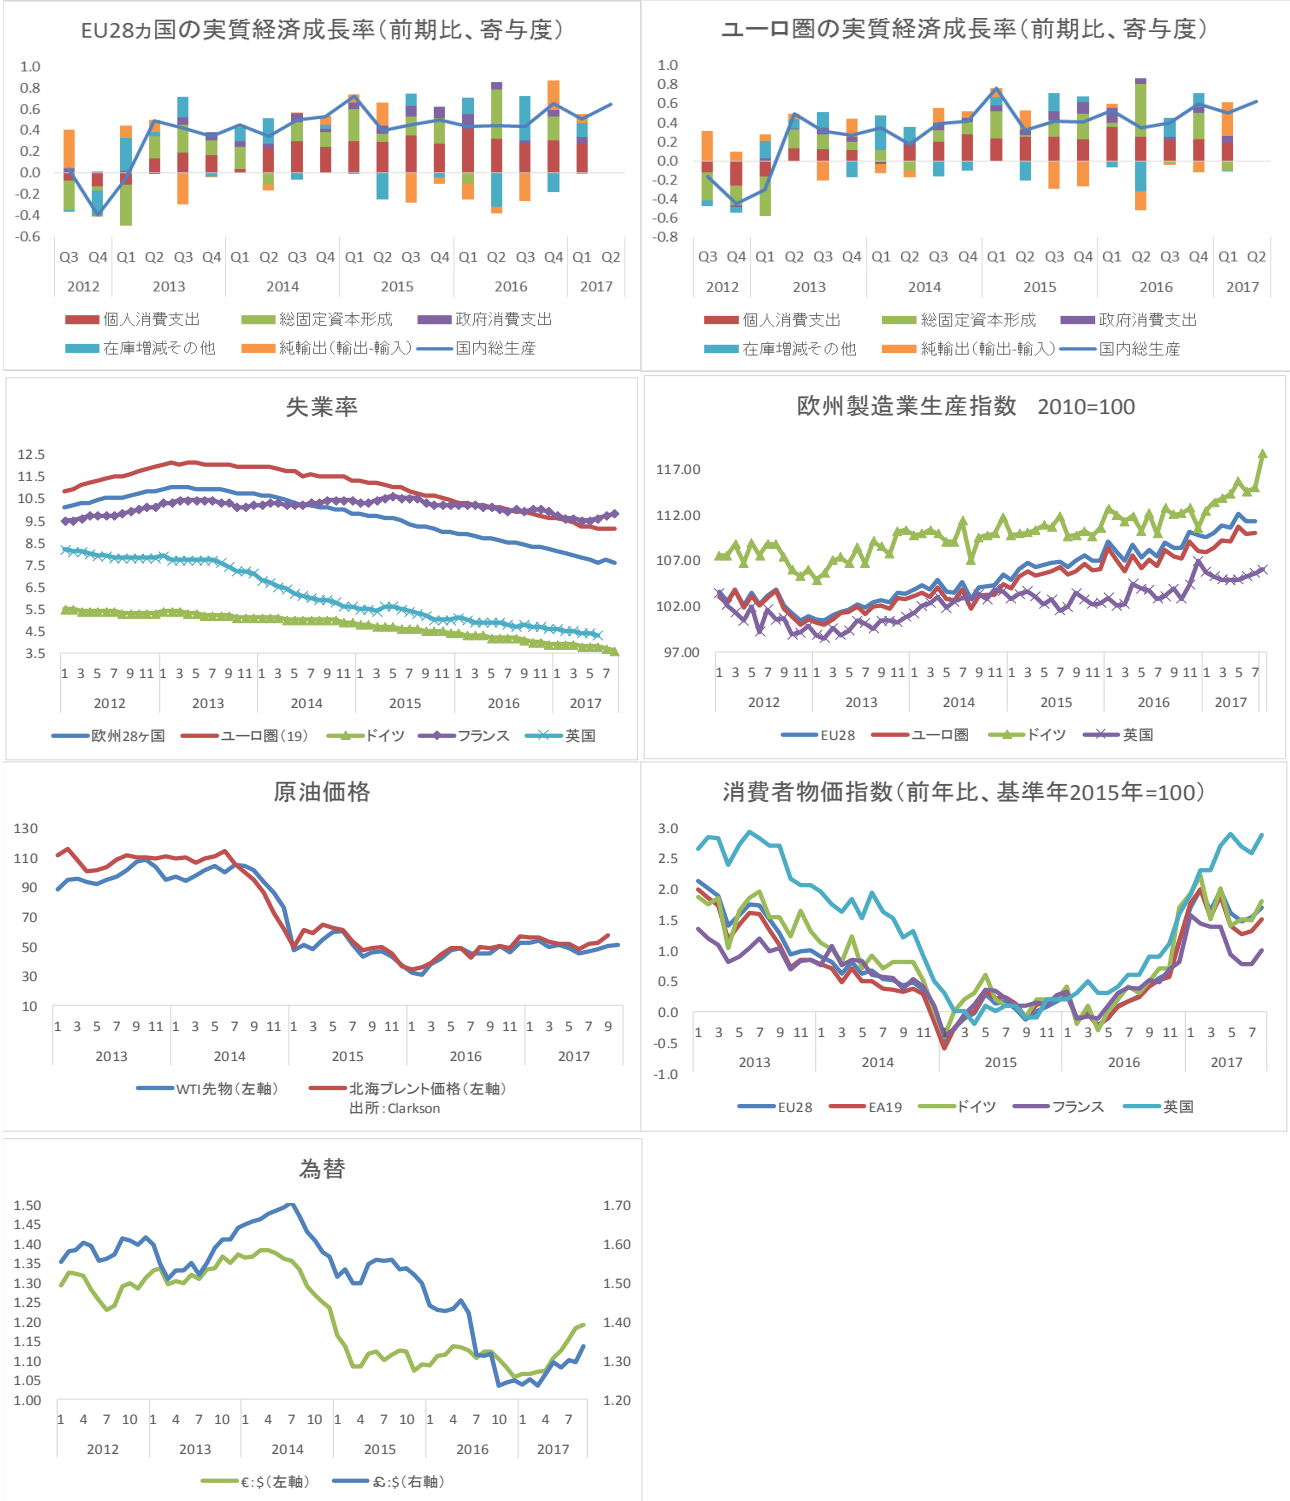 EU28ヵ国の実質経済成長率（前期比、寄与度）
1.0
0.8
0.6
0.4
0.2
0.0
-0.2
-0.4
-0.6
Q3 Q4 Q1 Q2 Q3 Q4 Q1 Q2 Q3 Q4 Q1 Q2 Q3 Q4 Q1 Q2 Q3 Q4 Q1 Q2
2012 2013 2014 2015 2016 2017
個人消費支出 総固定資本形成 政府消費支出
在庫増減その他 純輸出（輸出-輸入） 国内総生産
ユーロ圏の実質経済成長率（前期比、寄与度）
1.0
0.8
0.6
0.4
0.2
0.0
-0.2
-0.4
-0.6
-0.8
Q3 Q4 Q1 Q2 Q3 Q4 Q1 Q2 Q3 Q4 Q1 Q2 Q3 Q4 Q1 Q2 Q3 Q4 Q1 Q2
2012 2013 2014 2015 2016 2017
個人消費支出 総固定資本形成 政府消費支出
在庫増減その他 純輸出（輸出-輸入） 国内総生産
失業率
12.5
11.5
10.5
9.5
8.5
7.5
6.5
5.5
4.5
3.5
1 3 5 7 9 11 1 3 5 7 9 11 1 3 5 7 9 11 1 3 5 7 9 11 1 3 5 7 9 11 1 3 5 7
2012 2013 2014 2015 2016 2017
欧州28ヶ国 ユーロ圏（19） ドイツ フランス 英国
欧州製造業生産指数 2010=100
117.00
112.00
107.00
102.00
97.00
1 3 5 7 9 11 1 3 5 7 9 11 1 3 5 7 9 11 1 3 5 7 9 11 1 3 5 7 9 11 1 3 5 7
2012 2013 2014 2015 2016 2017
EU28 ユーロ圏 ドイツ 英国
原油価格
130
110
90
70
50
30
10
1 3 5 7 9 11 1 3 5 7 9 11 1 3 5 7 9 11 1 3 5 7 9 11 1 3 5 7 9
2013 2014 2015 2016 2017
WTI先物（左軸） 北海ブレント価格（左軸）
出所：Clarkson
消費者物価指数（前年比、基準年2015年=100）
3.0
2.5
2.0
1.5
1.0
0.5
0.0
-0.5
-1.0
1 3 5 7 9 11 1 3 5 7 9 11 1 3 5 7 9 11 1 3 5 7 9 11 1 3 5 7
2013 2014 2015 2016 2017
EU28 EA19 ドイツ フランス 英国
為替
1.50 1.70
1.45
1.40 1.60
1.35
1.30 1.50
1.25
1.20 1.40
1.15
1.10 1.30
1.05
1.00 1.20
1 4 7 10 1 4 7 10 1 4 7 10 1 4 7 10 1 4 7 10 1 4 7
2012 2013 2014 2015 2016 2017
€:$（左軸） £:$（右軸）